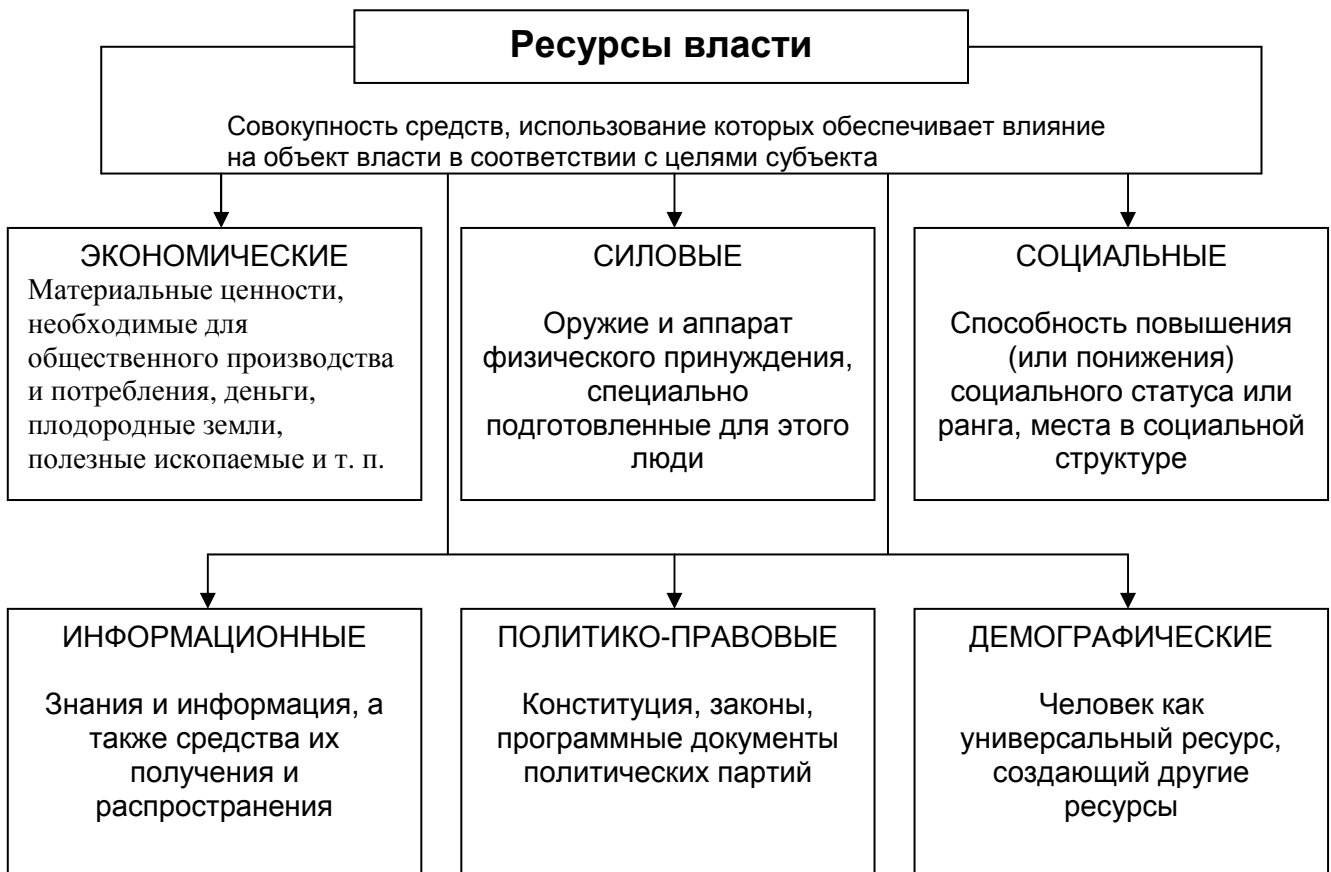 Ресурсы власти
Совокупность средств, использование которых обеспечивает влияние
на объект власти в соответствии с целями субъекта
ЭКОНОМИЧЕСКИЕ
Материальные ценности,
необходимые для
общественного производства
и потребления, деньги,
плодородные земли,
полезные ископаемые и т. п.
СИЛОВЫЕ
Оружие и аппарат
физического принуждения,
специально
подготовленные для этого
люди
СОЦИАЛЬНЫЕ
Способность повышения
(или понижения)
социального статуса или
ранга, места в социальной
структуре
ИНФОРМАЦИОННЫЕ
Знания и информация, а
также средства их
получения и
распространения
ПОЛИТИКО-ПРАВОВЫЕ
Конституция, законы,
программные документы
политических партий
ДЕМОГРАФИЧЕСКИЕ
Человек как
универсальный ресурс,
создающий другие
ресурсы